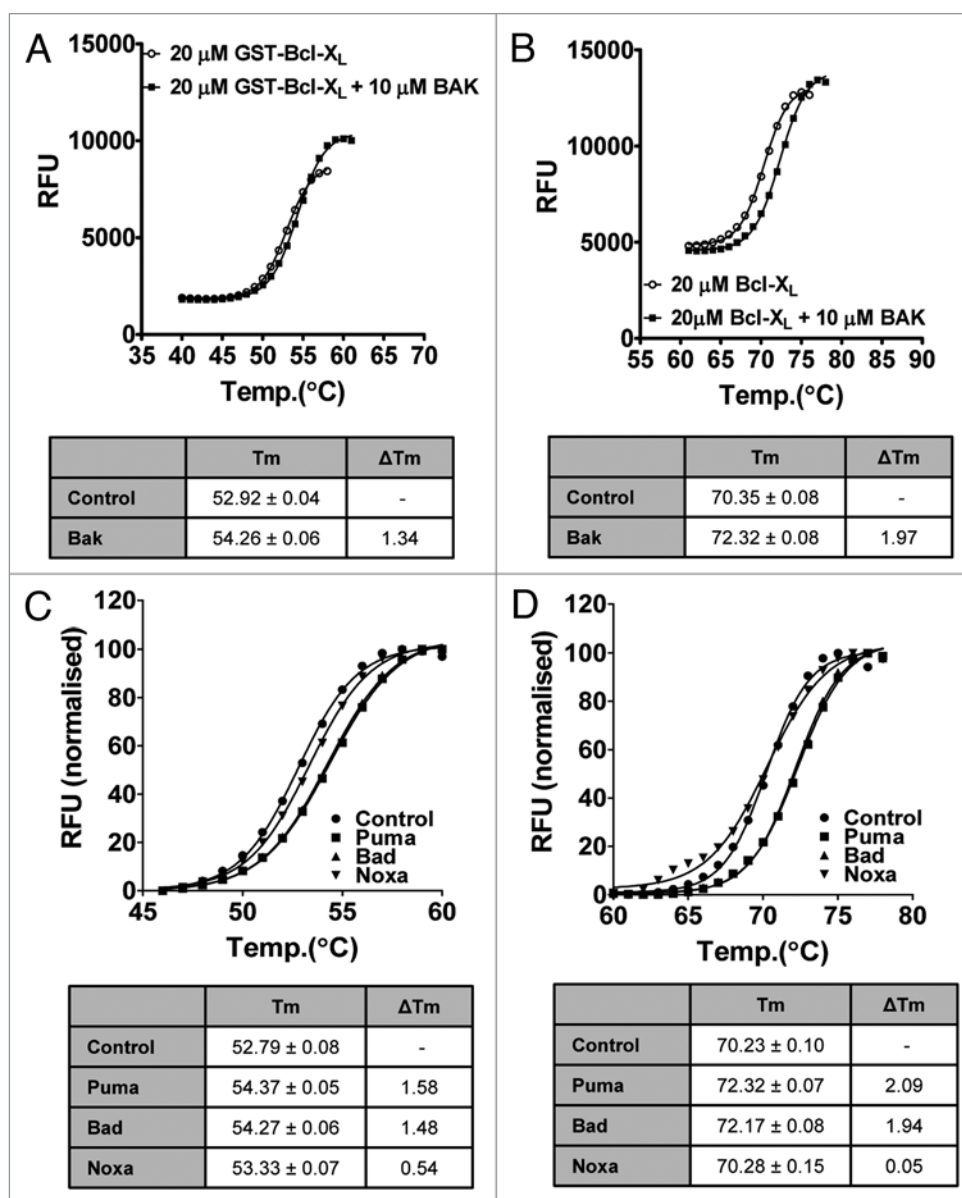 A
15000
20 μM GST-Bcl-XL
20 μM GST-Bcl-XL + 10 μM BAK
10000
RFU
5000
0
35 40 45 50 55 60 65 70
Temp.(°C)
Tm ΔTm
Control 52.92 ± 0.04 -
Bak 54.26 ± 0.06 1.34
B
15000
10000
RFU
5000
20 μM Bcl-XL
20μM Bcl-XL + 10 μM BAK
0
55 60 65 70 75 80 85 90
Temp.(°C)
Tm ΔTm
Control 70.35 ± 0.08 -
Bak 72.32 ± 0.08 1.97
C
120
100
80
RFU (normalised)
60
40
20
0
Control
Puma
Bad
Noxa
45 50 55 60
Temp.(°C)
Tm ΔTm
Control 52.79 ± 0.08 -
Puma 54.37 ± 0.05 1.58
Bad 54.27 ± 0.06 1.48
Noxa 53.33 ± 0.07 0.54
D
120
100
80
RFU (normalised)
60
40
20
0
Control
Puma
Bad
Noxa
60 65 70 75 80
Temp.(°C)
Tm ΔTm
Control 70.23 ± 0.10 -
Puma 72.32 ± 0.07 2.09
Bad 72.17 ± 0.08 1.94
Noxa 70.28 ± 0.15 0.05